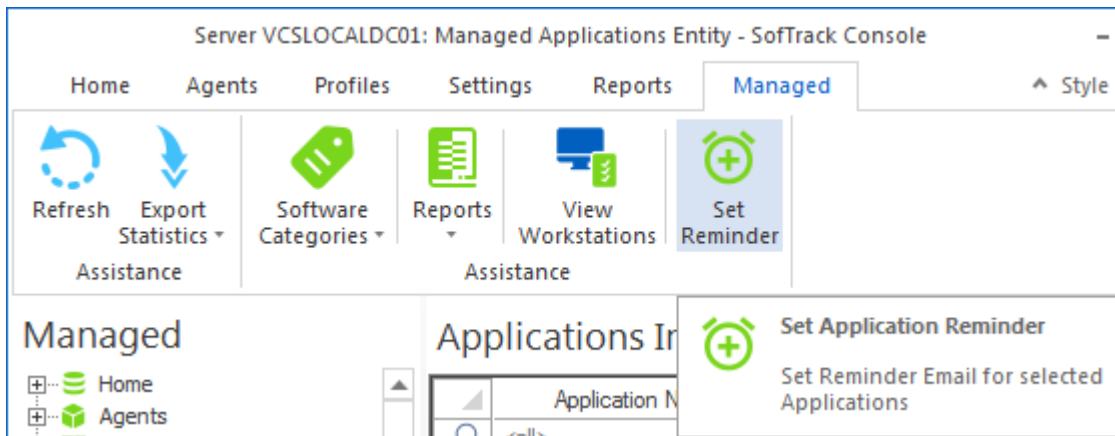 Server VCSLOCALDC01: Managed Applications Entity - SofTrack Console
Home Agents Profiles Settings Reports Managed Style
Refresh
Export
Statistics
Software
Categories
Reports
View
Workstations
Set
Reminder
Assistance
Assistance
Managed
Home
Agents
Applications
Application
Set Application Reminder
Set Reminder Email for selected
Applications